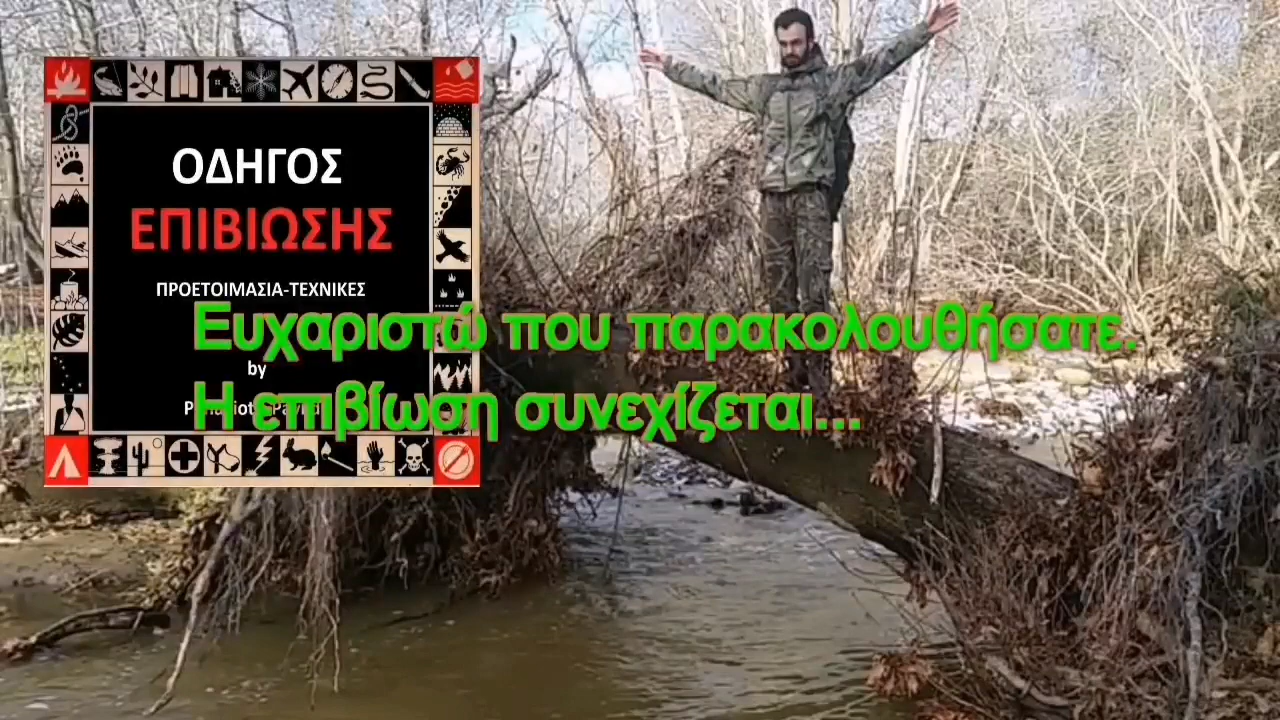 ΟΔΗΓΟΣ
ΕΠΙΒΙΩΣΗΣ
ΠΡΟΕΤΟΙΜΑΣΙΑ-ΤΕΧΝΙΚΕΣ
by
Ευχαριστώ που παρακολουθήσατε.
Η επιβίωση συνεχίζεται...